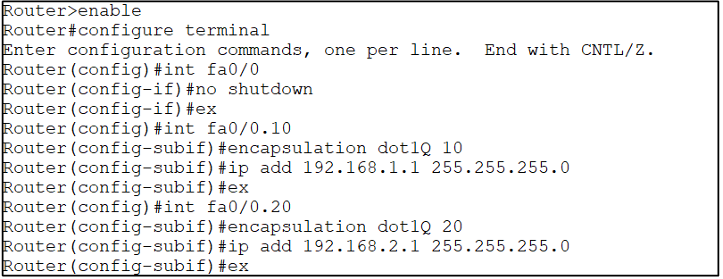 Router>enable
Router#configure terminal
Enter configuration commands, one per line.  End with CNTL/Z.
Router(config)#int fa0/0
Router(config-if)#no shutdown
Router(config-if)#ex
Router(config)#int fa0/0.10
Router(config-subif)#encapsulation dot1Q 10
Router(config-subif)#ip add 192.168.1.1 255.255.255.0
Router(config-subif)#ex
Router(config)#int fa0/0.20
Router(config-subif)#encapsulation dot1Q 20
Router(config-subif)#ip add 192.168.2.1 255.255.255.0
Router(config-subif)#ex